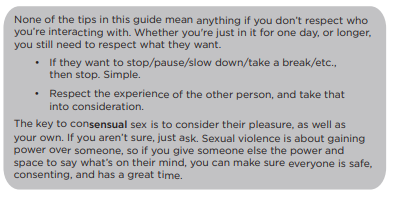 None of the tips in this guide mean anything if you don't respect who
you're interacting with. Whether you're just in it for one day, or longer,
you still need to respect what they want.
• If they want to stop/pause/slow down/take a break/etc.,
then stop. Simple.
• Respect the experience of the other person, and take that
into consideration.
The key to consensual sex is to consider their pleasure, as well as
your own. If you aren't sure, just ask. Sexual violence is about gaining
power over someone, so if you give someone else the power and
space to say what's on their mind, you can make sure everyone is safe,
consenting, and has a great time.